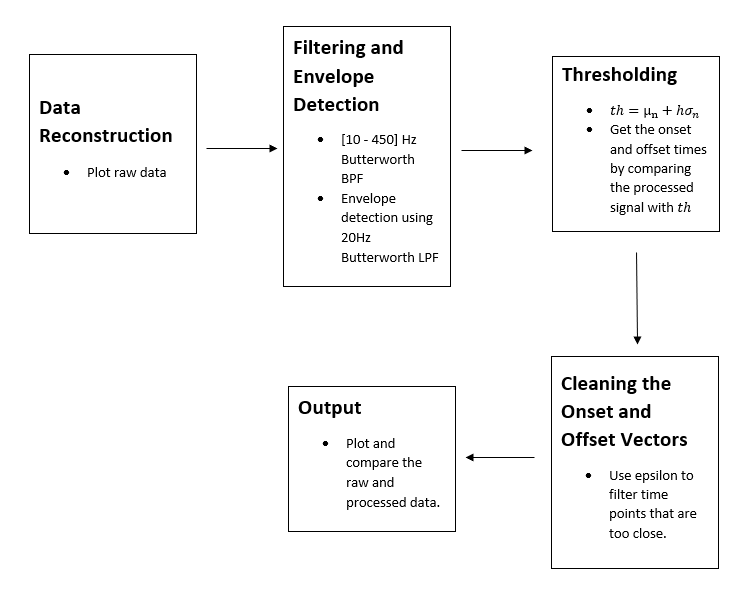 Data
Reconstruction
• Plot raw data
Filtering and
Envelope
Detection
• [10 - 450] Hz
Butterworth
BPF
• Envelope
detection using
20Hz
Butterworth LPF
Thresholding
• th = μₙ + hσₙ
• Get the onset
and offset times
by comparing
the processed
signal with th
Cleaning the
Onset and
Offset Vectors
• Use epsilon to
filter time
points that are
too close.
Output
• Plot and
compare the
raw and
processed data.